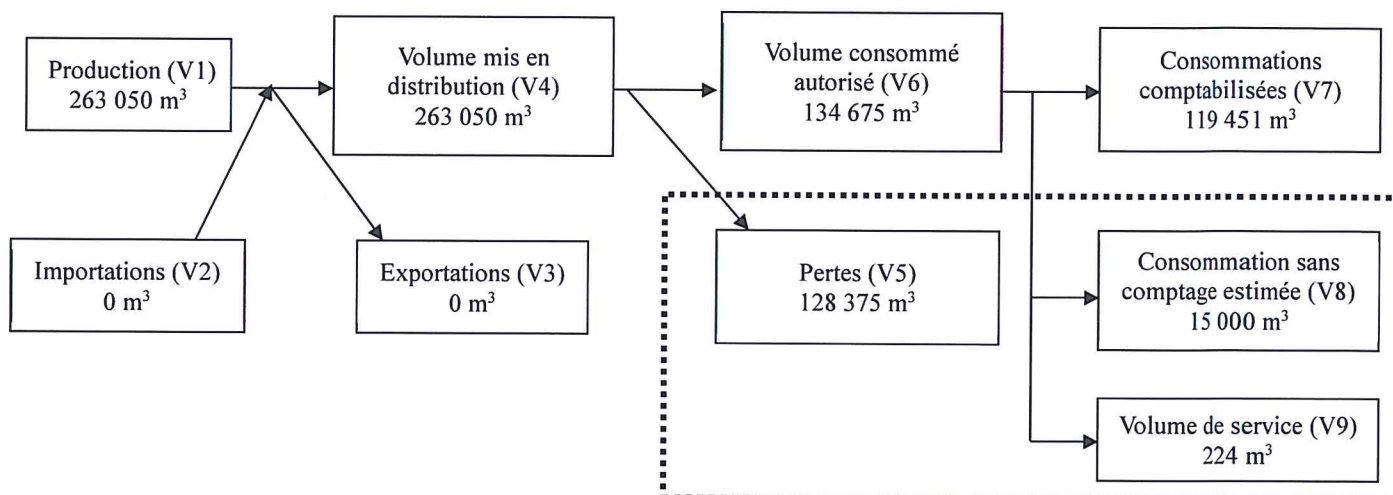 Production (V1)
263 050 m³
Volume mis en
distribution (V4)
263 050 m³
Volume consommé
autorisé (V6)
134 675 m³
Consommations
comptabilisées (V7)
119 451 m³
Importations (V2)
0 m³
Exportations (V3)
0 m³
Pertes (V5)
128 375 m³
Consommation sans
comptage estimée (V8)
15 000 m³
Volume de service (V9)
224 m³